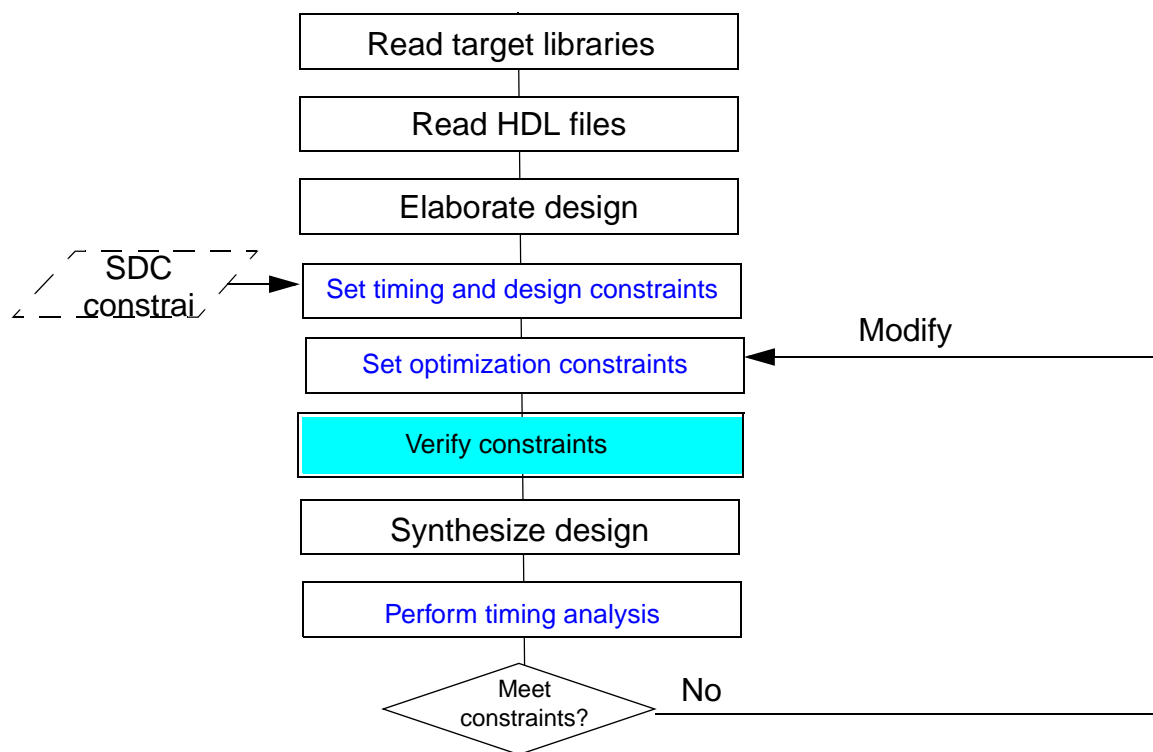 Read target libraries
Read HDL files
Elaborate design
SDC
constrai
Set timing and design constraints
Modify
Set optimization constraints
Verify constraints
Synthesize design
Perform timing analysis
Meet
constraints?
No